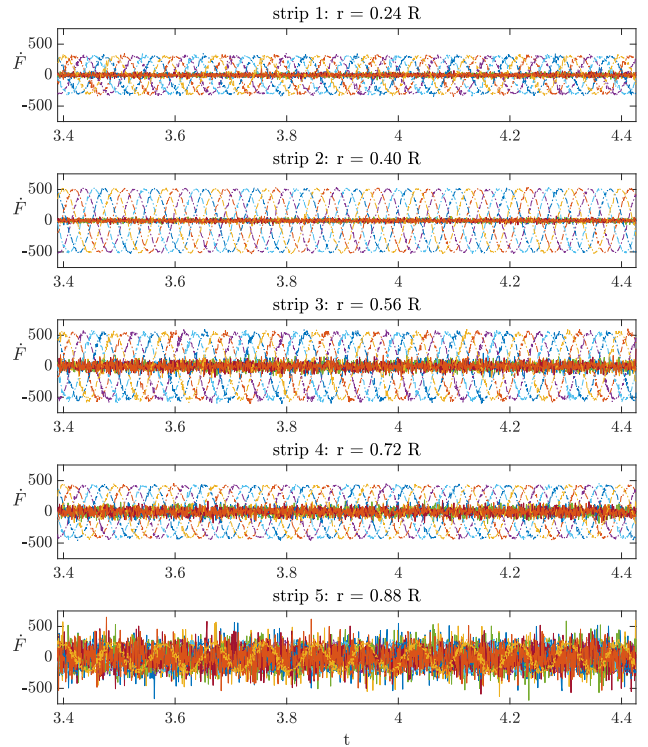 strip 1: r = 0.24 R
500
Ḟ
0
-500
3.4 3.6 3.8 4 4.2 4.4
strip 2: r = 0.40 R
500
Ḟ
0
-500
3.4 3.6 3.8 4 4.2 4.4
strip 3: r = 0.56 R
500
Ḟ
0
-500
3.4 3.6 3.8 4 4.2 4.4
strip 4: r = 0.72 R
500
Ḟ
0
-500
3.4 3.6 3.8 4 4.2 4.4
strip 5: r = 0.88 R
500
Ḟ
0
-500
3.4 3.6 3.8 4 4.2 4.4
t